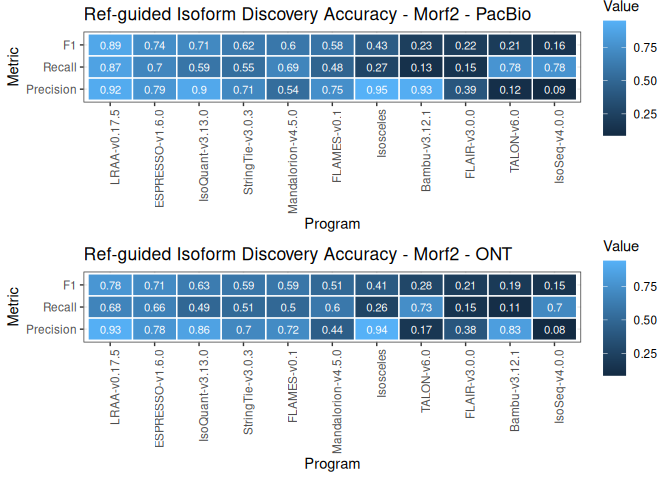 Ref-guided Isoform Discovery Accuracy - Morf2 - PacBio
Value
F1 0.89 0.74 0.71 0.62 0.6 0.58 0.43 0.23 0.22 0.21 0.16
Recall 0.87 0.7 0.59 0.55 0.69 0.48 0.27 0.13 0.15 0.78 0.78
Precision 0.92 0.79 0.9 0.71 0.54 0.75 0.95 0.93 0.39 0.12 0.09
Metric
0.75
0.50
0.25
LRAA-v0.17.5
ESPRESSO-v1.6.0
IsoQuant-v3.13.0
StringTie-v3.0.3
Mandalorion-v4.5.0
FLAMES-v0.1
Isosceles
Bambu-v3.12.1
FLAIR-v3.0.0
TALON-v6.0
IsoSeq-v4.0.0
Program
Ref-guided Isoform Discovery Accuracy - Morf2 - ONT
Value
F1 0.78 0.71 0.63 0.59 0.59 0.51 0.41 0.28 0.21 0.19 0.15
Recall 0.68 0.66 0.49 0.51 0.5 0.6 0.26 0.73 0.15 0.11 0.7
Precision 0.93 0.78 0.86 0.7 0.72 0.44 0.94 0.17 0.38 0.83 0.08
Metric
0.75
0.50
0.25
LRAA-v0.17.5
ESPRESSO-v1.6.0
IsoQuant-v3.13.0
StringTie-v3.0.3
FLAMES-v0.1
Mandalorion-v4.5.0
Isosceles
TALON-v6.0
FLAIR-v3.0.0
Bambu-v3.12.1
IsoSeq-v4.0.0
Program